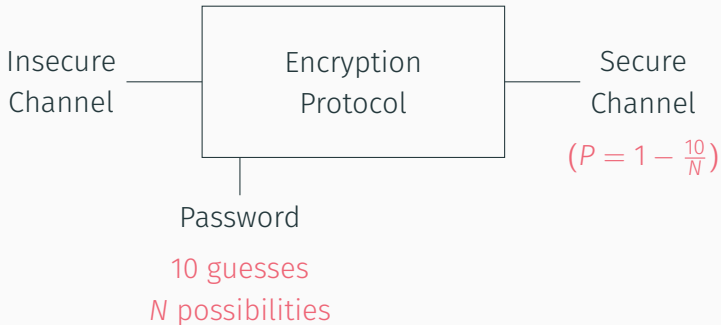 Insecure
Channel
Encryption
Protocol
Secure
Channel
(P = 1 − 10/N)
Password
10 guesses
N possibilities